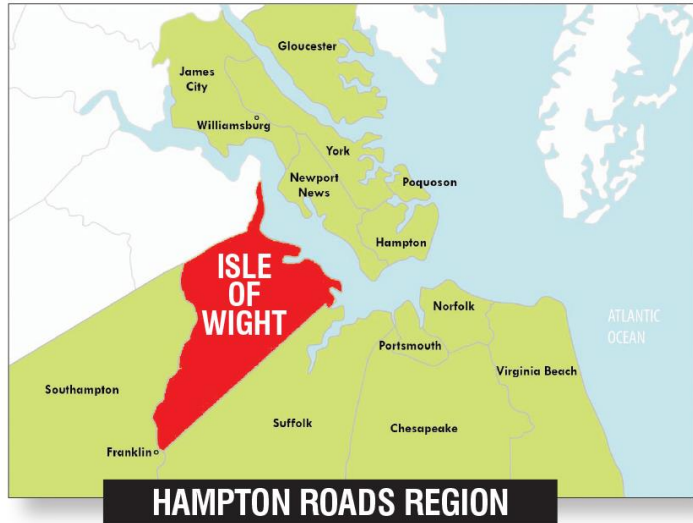 Gloucester
James
City
Williamsburg
York
Newport
News
Poquoson
Hampton
ISLE
OF
WIGHT
Norfolk
ATLANTIC
OCEAN
Portsmouth
Virginia Beach
Southampton
Suffolk
Chesapeake
Franklin
HAMPTON ROADS REGION